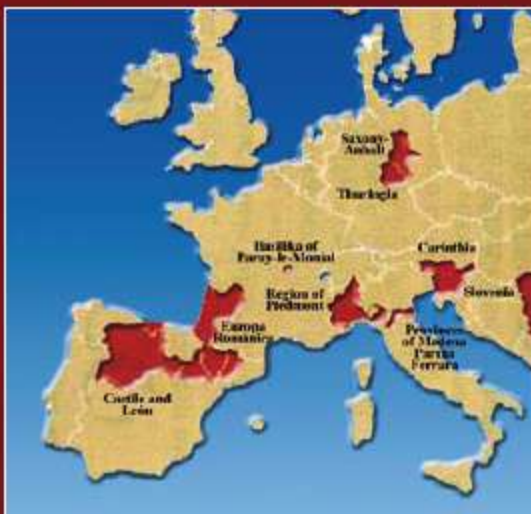 Saxony-
Anhalt
Thuringia
Basilika of
Paray-le-Monial
Carinthia
Region of
Piedmont
Slovenia
Europa
Romanica
Provinces
of Modena
Parma
Ferrara
Castile and
León